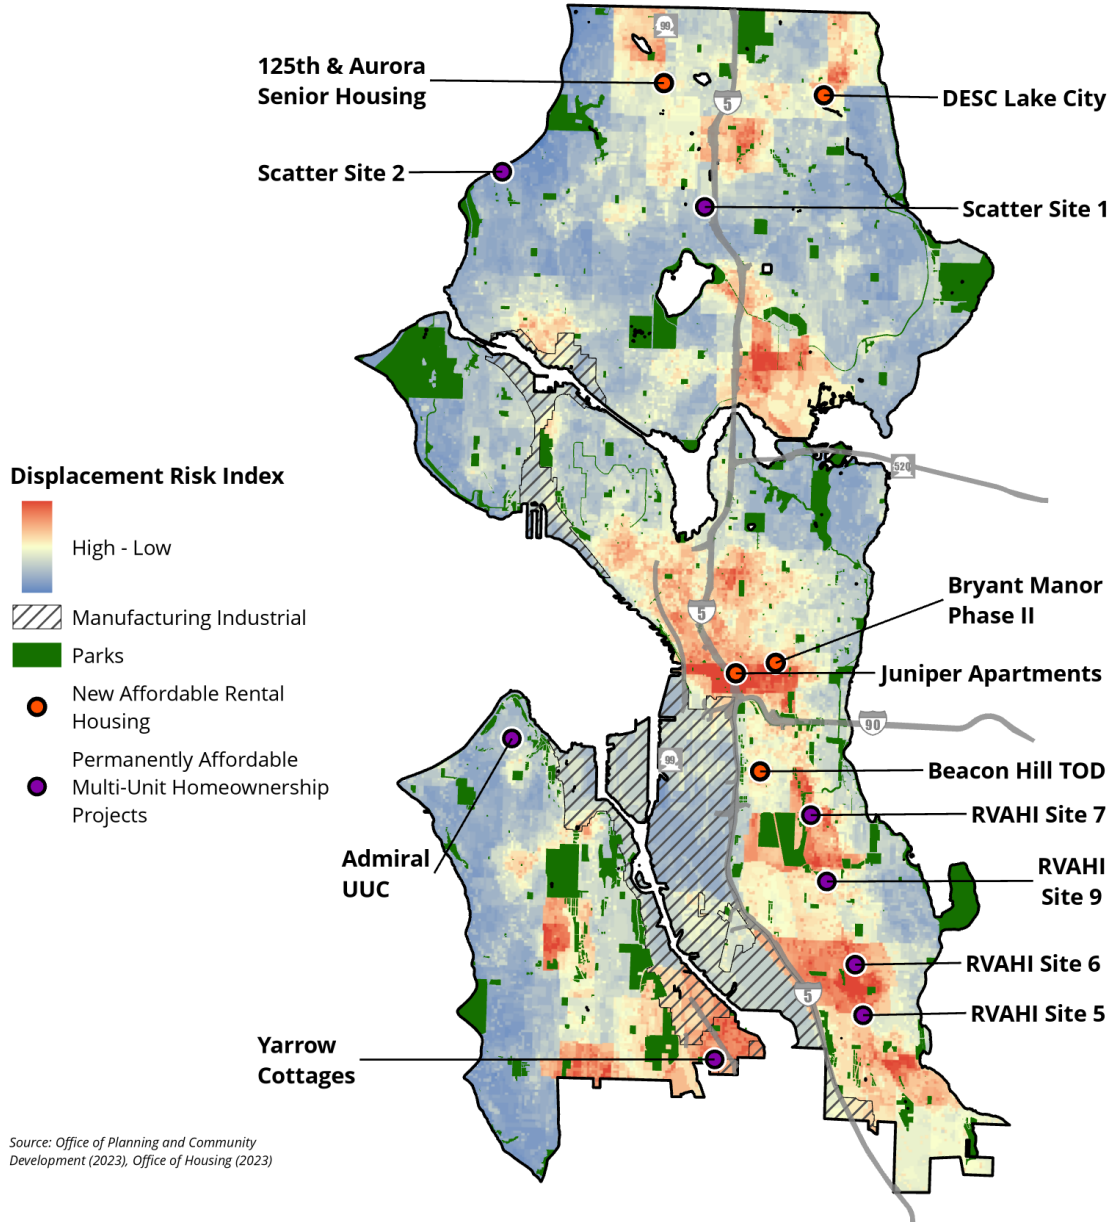 99
125th & Aurora
Senior Housing
5
DESC Lake City
Scatter Site 2
Scatter Site 1
520
Displacement Risk Index
High - Low
Manufacturing Industrial
Parks
New Affordable Rental
Housing
Permanently Affordable
Multi-Unit Homeownership
Projects
Bryant Manor
Phase II
5
Juniper Apartments
90
99
Beacon Hill TOD
RVAHI Site 7
Admiral
UUC
RVAHI
Site 9
RVAHI Site 6
5
RVAHI Site 5
Yarrow
Cottages
Source: Office of Planning and Community
Development (2023), Office of Housing (2023)